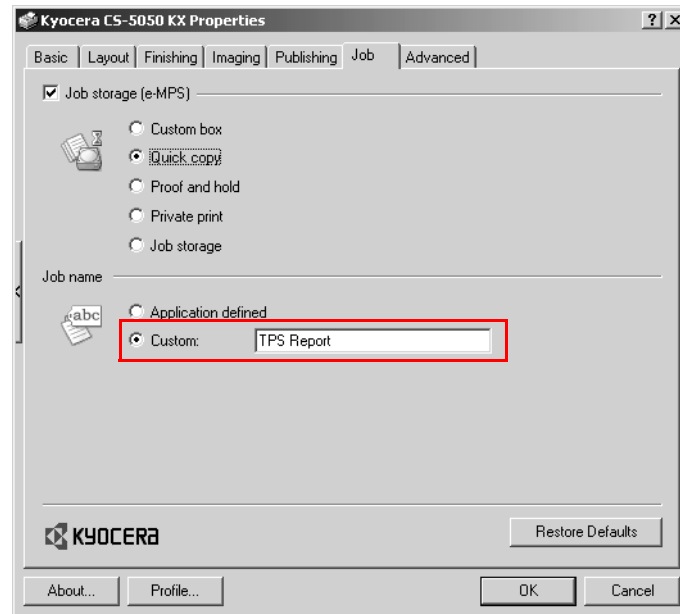 Kyocera CS-5050 KX Properties
Basic Layout Finishing Imaging Publishing Job Advanced
Job storage (e-MPS)
Custom box
Quick copy
Proof and hold
Private print
Job storage
Job name
abc
Application defined
Custom: TPS Report
KYOCERA
Restore Defaults
About... Profile... OK Cancel